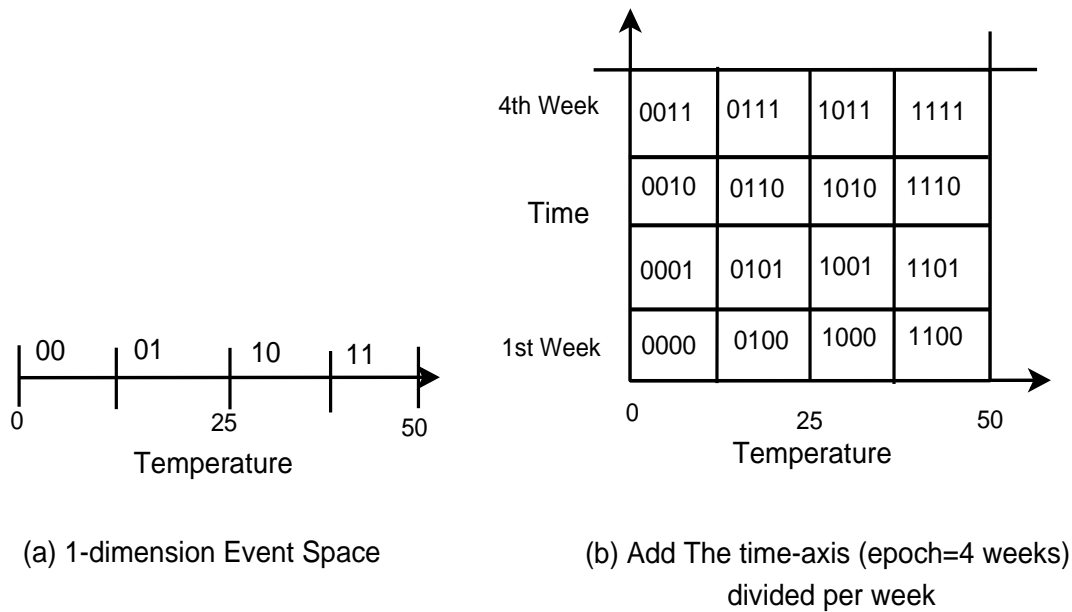 00 01 10 11
0 25 50
Temperature
(a) 1-dimension Event Space
4th Week 0011 0111 1011 1111
0010 0110 1010 1110
Time
0001 0101 1001 1101
1st Week 0000 0100 1000 1100
0 25 50
Temperature
(b) Add The time-axis (epoch=4 weeks)
divided per week